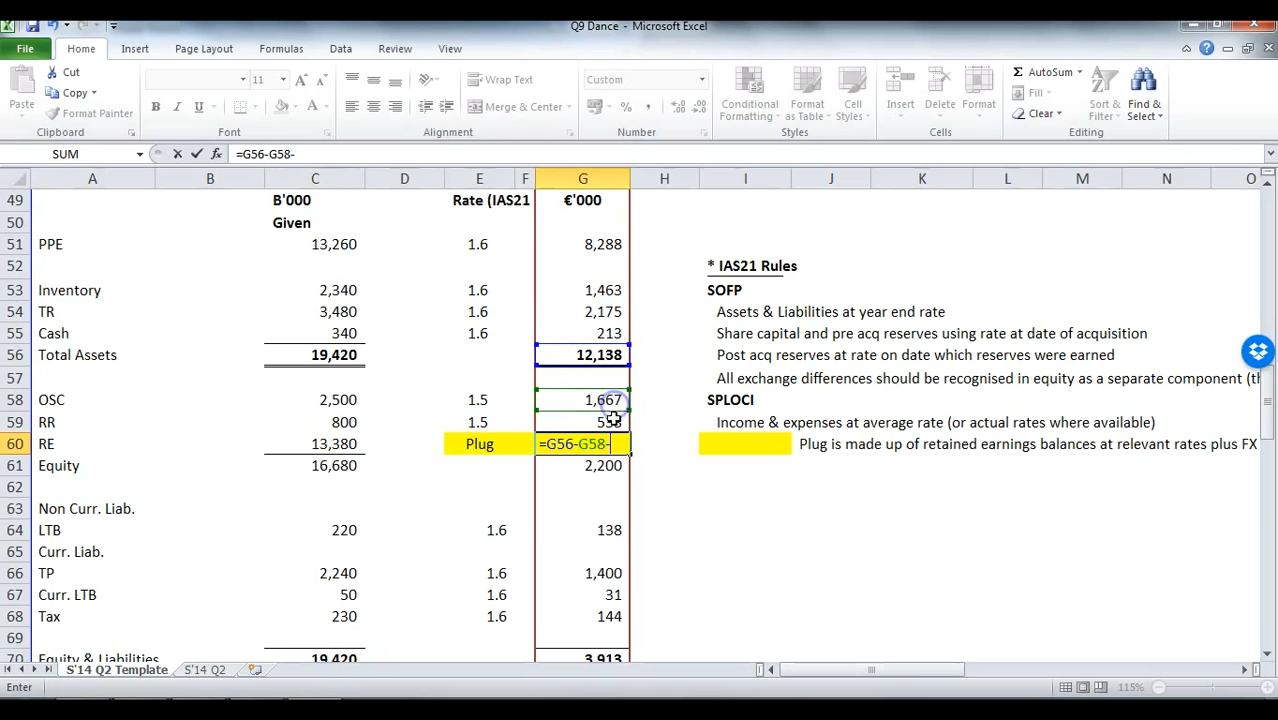 Q9 Dance - Microsoft Excel
File Home Insert Page Layout Formulas Data Review View
Cut
Copy
Format Painter
Paste
11
Wrap Text
Merge & Center
Custom
Conditional Formatting
Format as Table
Cell Styles
Insert Delete Format
AutoSum
Fill
Clear
Sort & Filter
Find & Select
Clipboard Font Alignment Number Styles Cells Editing
SUM =G56-G58-
A B C D E F G H I J K L M N O
49 B'000 Rate (IAS21 €'000
50 Given
51 PPE 13,260 1.6 8,288
52 * IAS21 Rules
53 Inventory 2,340 1.6 1,463 SOFP
54 TR 3,480 1.6 2,175 Assets & Liabilities at year end rate
55 Cash 340 1.6 213 Share capital and pre acq reserves using rate at date of acquisition
56 Total Assets 19,420 12,138 Post acq reserves at rate on date which reserves were earned
57 All exchange differences should be recognised in equity as a separate component (th
58 OSC 2,500 1.5 1,667 SPLOCI
59 RR 800 1.5 Income & expenses at average rate (or actual rates where available)
60 RE 13,380 Plug =G56-G58- Plug is made up of retained earnings balances at relevant rates plus FX
61 Equity 16,680 2,200
62
63 Non Curr. Liab.
64 LTB 220 1.6 138
65 Curr. Liab.
66 TP 2,240 1.6 1,400
67 Curr. LTB 50 1.6 31
68 Tax 230 1.6 144
69
70 Equity & Liabilities 19,420 3,913
S'14 Q2 Template S'14 Q2
Enter 115%